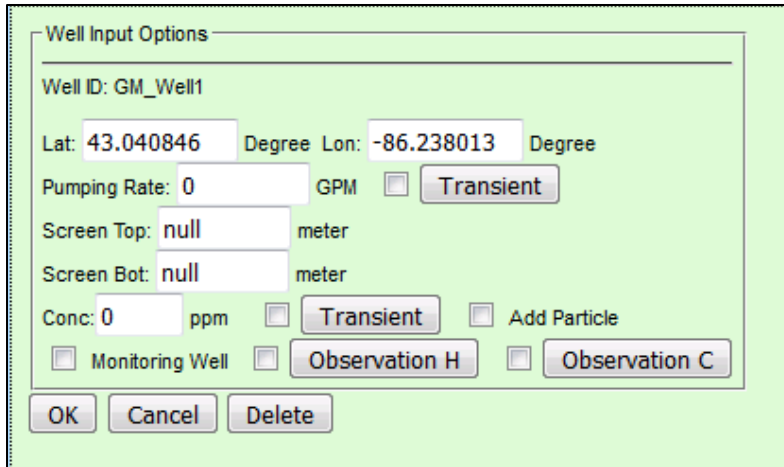 Well Input Options
Well ID: GM_Well1
Lat: 43.040846 Degree Lon: -86.238013 Degree
Pumping Rate: 0 GPM Transient
Screen Top: null meter
Screen Bot: null meter
Conc: 0 ppm Transient Add Particle
Monitoring Well Observation H Observation C
OK Cancel Delete